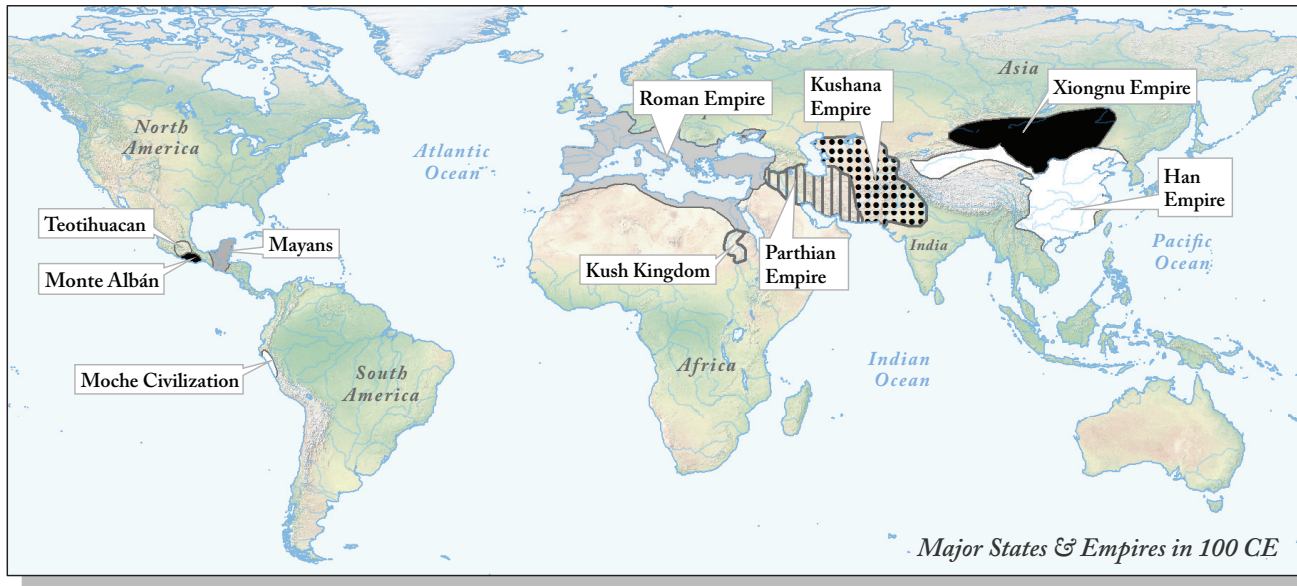 Asia
Kushana
Empire
Xiongnu Empire
Roman Empire
North
America
Atlantic
Ocean
Han
Empire
Teotihuacan
Mayans
India
Pacific
Ocean
Monte Albán
Kush Kingdom
Parthian
Empire
Moche Civilization
South
America
Africa
Indian
Ocean
Major States & Empires in 100 CE